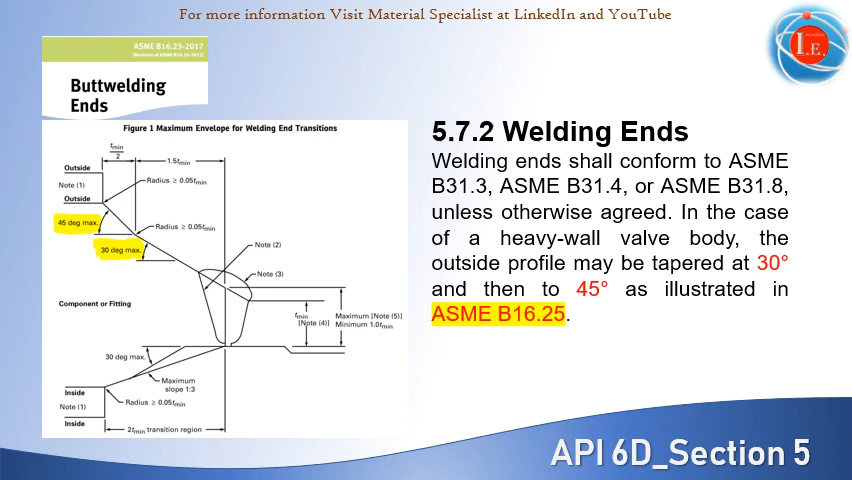 For more information Visit Material Specialist at LinkedIn and YouTube
ACADEMY
I.E.
ASME B16.25-2017
(Revision of ASME B16.25-2012)
Buttwelding
Ends
Figure 1 Maximum Envelope for Welding End Transitions
tmin
2
1.5tmin
Outside
Note (1)
Radius ≥ 0.05tmin
Outside
45 deg max.
Radius ≥ 0.05tmin
30 deg max.
Note (2)
Note (3)
Component or Fitting
tmin
[Note (4)]
Maximum [Note (5)]
Minimum 1.0tmin
30 deg max.
Maximum
slope 1:3
Inside
Note (1)
Radius ≥ 0.05tmin
Inside
2tmin transition region
5.7.2 Welding Ends
Welding ends shall conform to ASME
B31.3, ASME B31.4, or ASME B31.8,
unless otherwise agreed. In the case
of a heavy-wall valve body, the
outside profile may be tapered at 30°
and then to 45° as illustrated in
ASME B16.25.
API 6D_Section 5